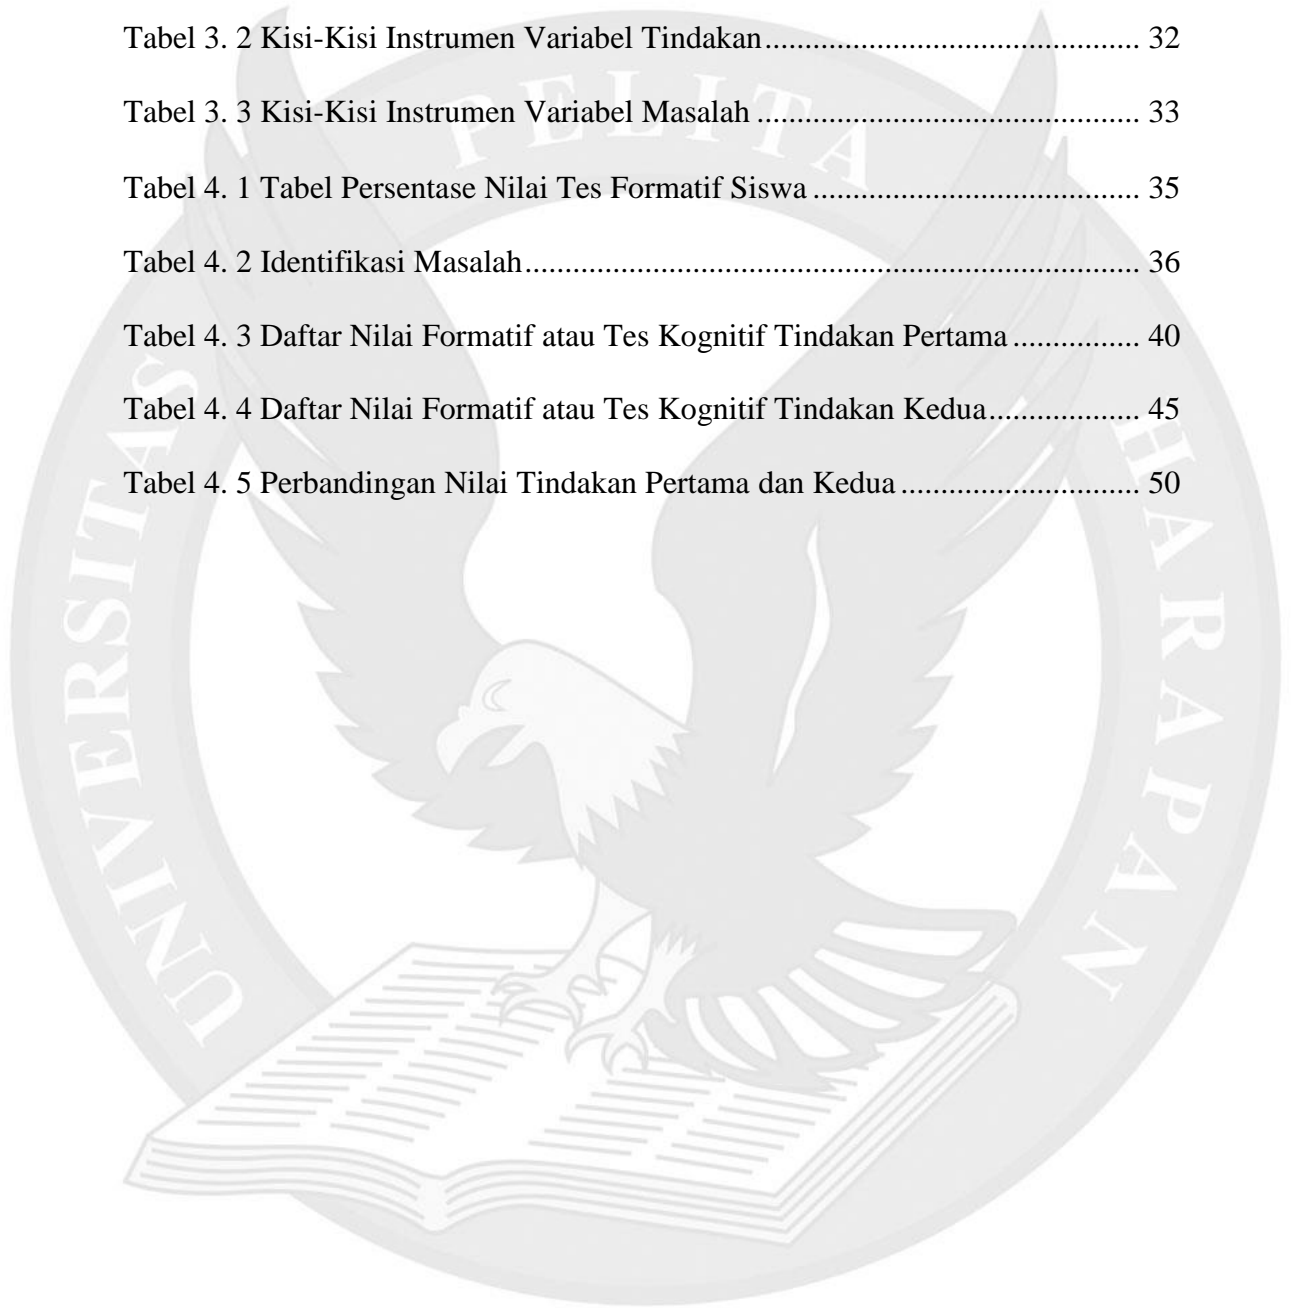 Tabel 3. 2 Kisi-Kisi Instrumen Variabel Tindakan............................................... 32
Tabel 3. 3 Kisi-Kisi Instrumen Variabel Masalah ................................................ 33
Tabel 4. 1 Tabel Persentase Nilai Tes Formatif Siswa ......................................... 35
Tabel 4. 2 Identifikasi Masalah............................................................................. 36
Tabel 4. 3 Daftar Nilai Formatif atau Tes Kognitif Tindakan Pertama ................ 40
Tabel 4. 4 Daftar Nilai Formatif atau Tes Kognitif Tindakan Kedua................... 45
Tabel 4. 5 Perbandingan Nilai Tindakan Pertama dan Kedua .............................. 50
UNIVERSITAS PELITA HARAPAN